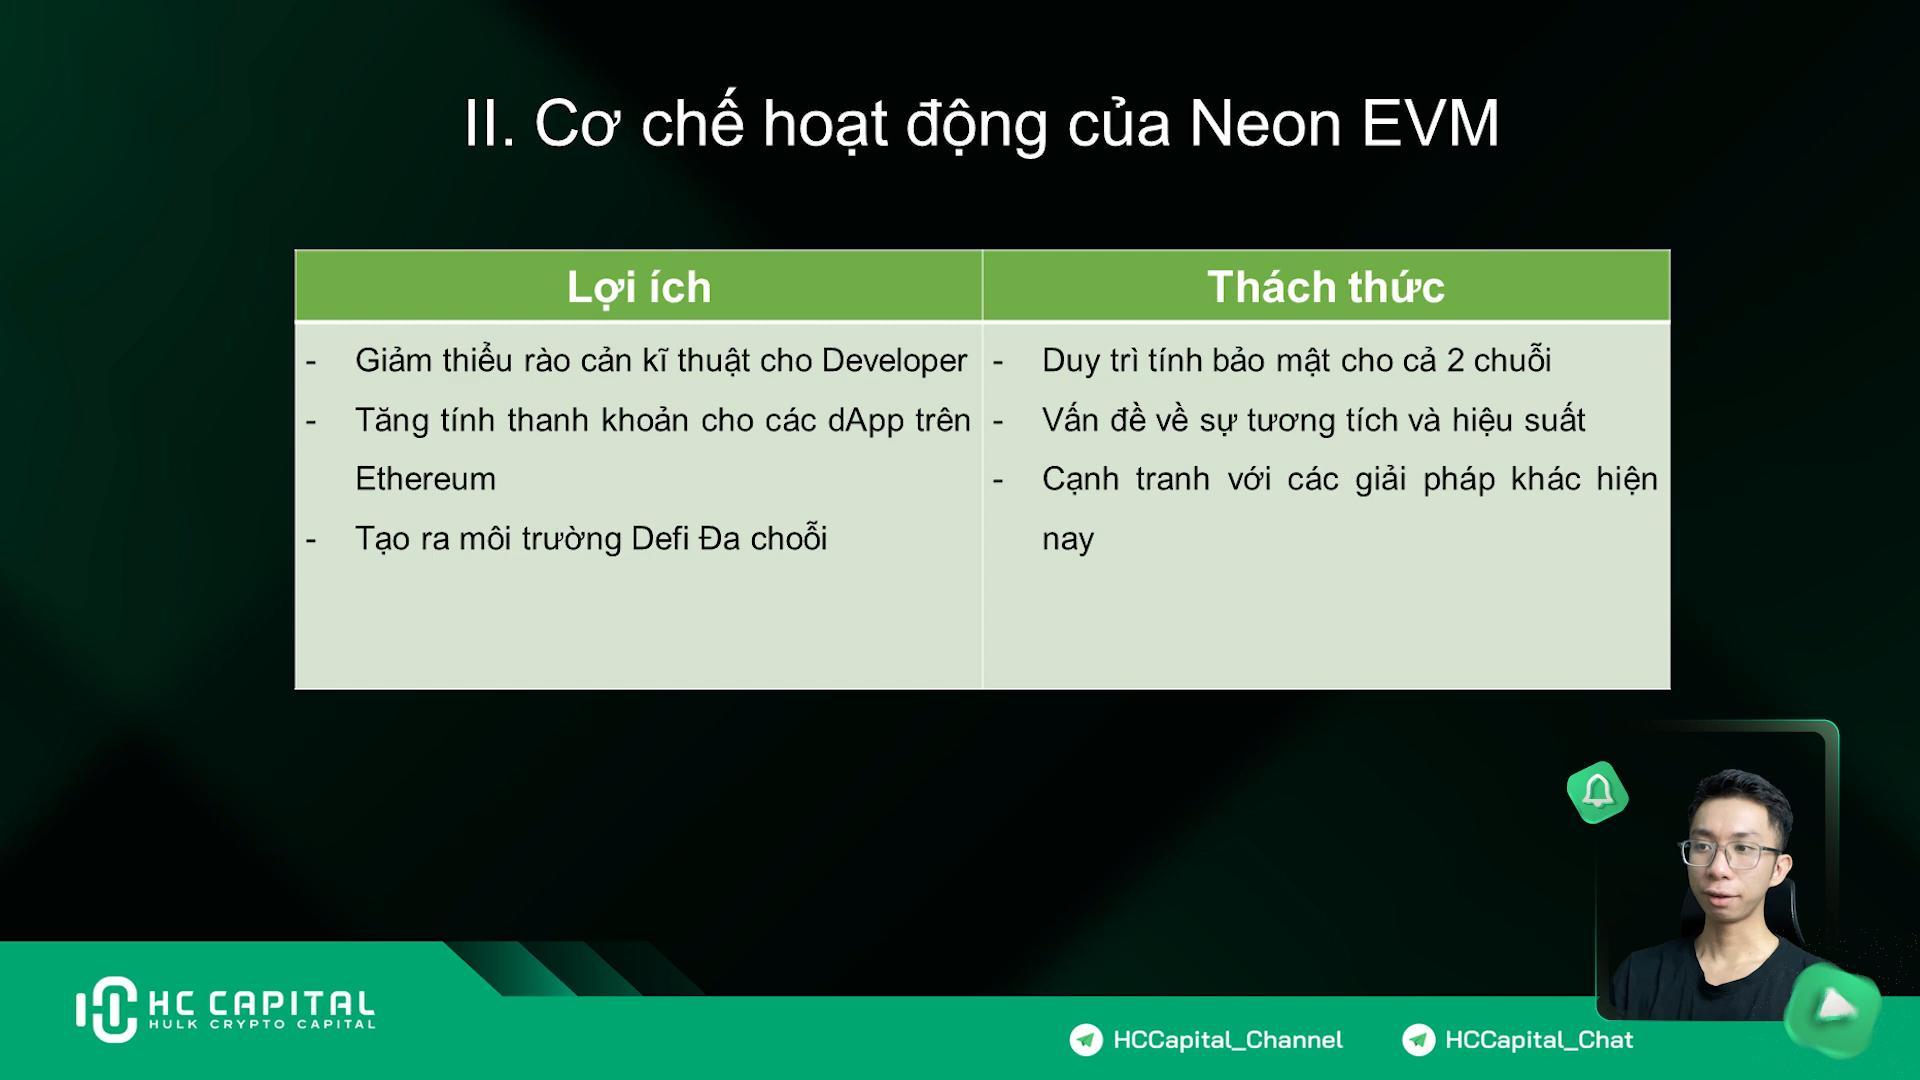 II. Cơ chế hoạt động của Neon EVM
Lợi ích
- Giảm thiểu rào cản kĩ thuật cho Developer
- Tăng tính thanh khoản cho các dApp trên
Ethereum
- Tạo ra môi trường Defi Đa choỗi
Thách thức
- Duy trì tính bảo mật cho cả 2 chuỗi
- Vấn đề về sự tương tích và hiệu suất
- Cạnh tranh với các giải pháp khác hiện
nay
HC CAPITAL
HULK CRYPTO CAPITAL
HCCapital_Channel
HCCapital_Chat